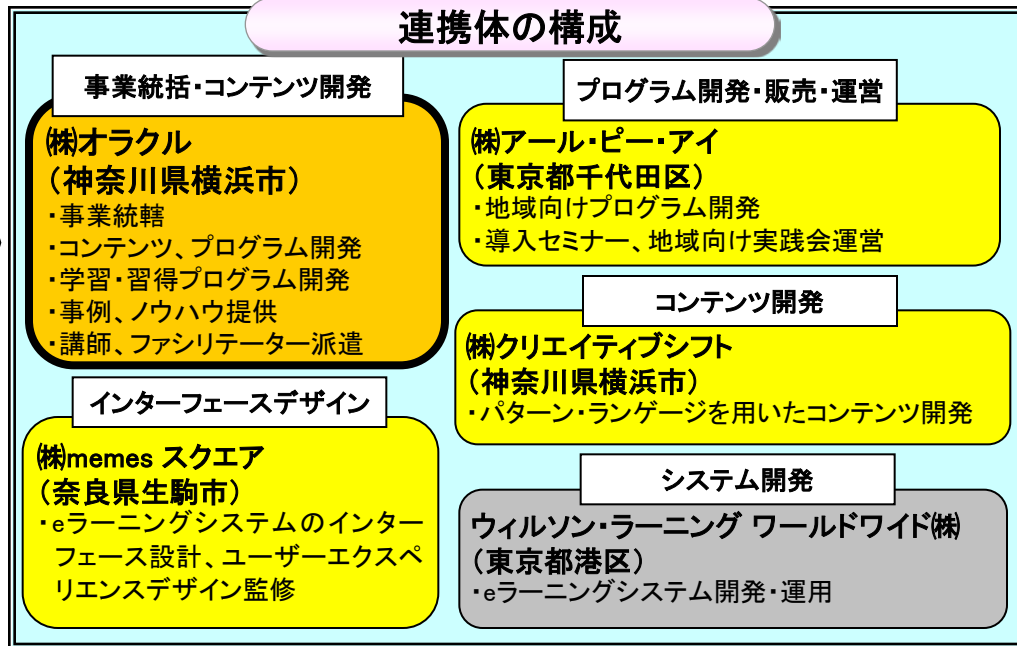 連携体の構成
事業統括・コンテンツ開発
㈱オラクル
（神奈川県横浜市）
・事業統轄
・コンテンツ、プログラム開発
・学習・習得プログラム開発
・事例、ノウハウ提供
・講師、ファシリテーター派遣
プログラム開発・販売・運営
㈱アール・ピー・アイ
（東京都千代田区）
・地域向けプログラム開発
・導入セミナー、地域向け実践会運営
コンテンツ開発
㈱クリエイティブシフト
（神奈川県横浜市）
・パターン・ランゲージを用いたコンテンツ開発
インターフェースデザイン
㈱memes スクエア
（奈良県生駒市）
・eラーニングシステムのインター
フェース設計、ユーザーエクスペ
リエンスデザイン監修
システム開発
ウィルソン・ラーニング ワールドワイド㈱
（東京都港区）
・eラーニングシステム開発・運用